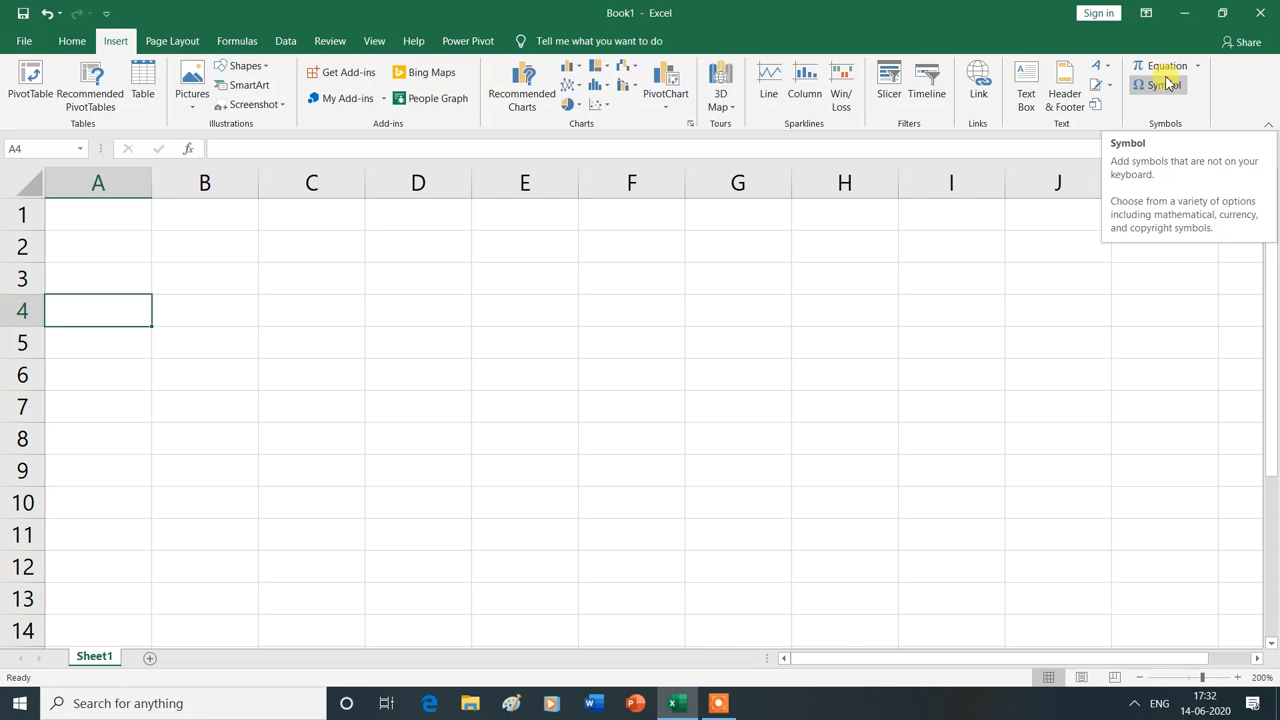 Book1 - Excel
Sign in
File Home Insert Page Layout Formulas Data Review View Help Power Pivot Tell me what you want to do
Share
PivotTable
Recommended
PivotTables
Table
Tables
Pictures
Shapes
SmartArt
Screenshot
Illustrations
Get Add-ins
My Add-ins
Bing Maps
People Graph
Add-ins
Recommended
Charts
PivotChart
Charts
3D
Map
Tours
Line
Column
Win/
Loss
Sparklines
Slicer
Timeline
Filters
Link
Links
Text
Box
Header
& Footer
Text
π Equation
Ω Symbol
Symbols
A4
fx
Symbol
Add symbols that are not on your
keyboard.
Choose from a variety of options
including mathematical, currency,
and copyright symbols.
A B C D E F G H I J
1
2
3
4
5
6
7
8
9
10
11
12
13
14
Sheet1
Ready
200%
Search for anything
ENG
17:32
14-06-2020